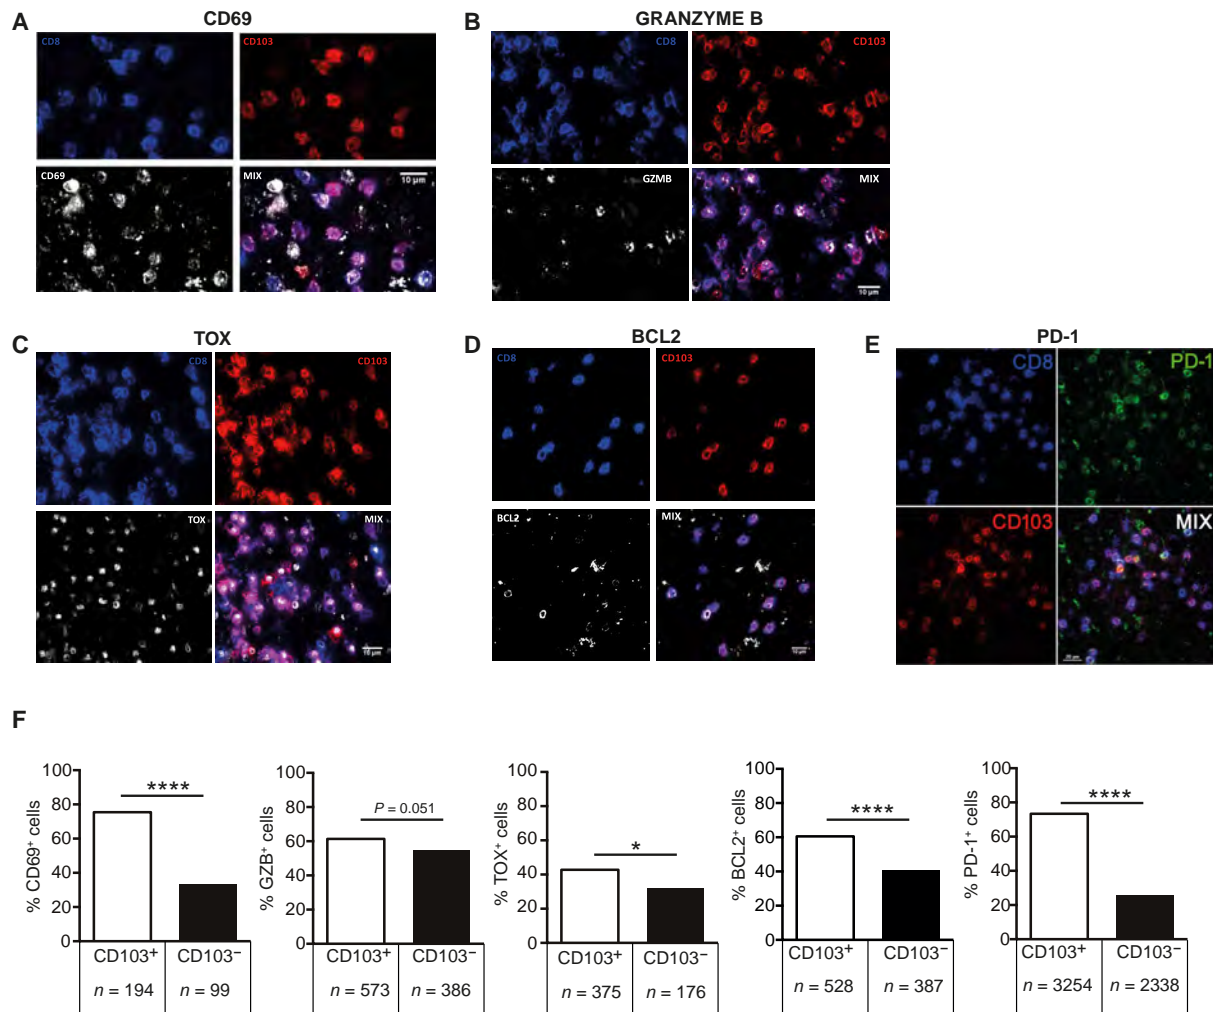 A
CD69
CD8
CD103
CD69
MIX
10 µm
B
GRANZYME B
CD8
CD103
GZMB
MIX
10 µm
C
TOX
CD8
CD103
TOX
MIX
10 µm
D
BCL2
CD8
CD103
BCL2
MIX
10 µm
E
PD-1
CD8
PD-1
CD103
MIX
F
% CD69+ cells
100
80
60
40
20
0
****
CD103+
CD103−
n = 194
n = 99
% GZB+ cells
100
80
60
40
20
0
P = 0.051
CD103+
CD103−
n = 573
n = 386
% TOX+ cells
100
80
60
40
20
0
*
CD103+
CD103−
n = 375
n = 176
% BCL2+ cells
100
80
60
40
20
0
****
CD103+
CD103−
n = 528
n = 387
% PD-1+ cells
100
80
60
40
20
0
****
CD103+
CD103−
n = 3254
n = 2338